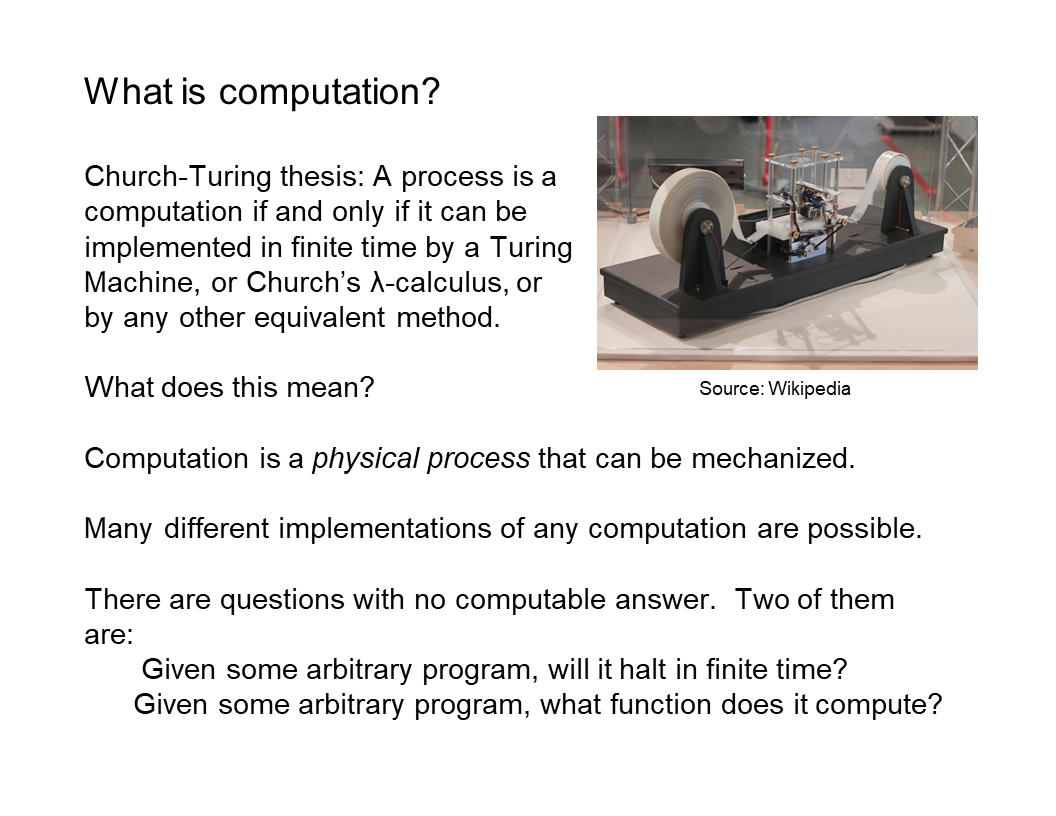 What is computation?
Church-Turing thesis: A process is a
computation if and only if it can be
implemented in finite time by a Turing
Machine, or Church’s λ-calculus, or
by any other equivalent method.
What does this mean?
Source: Wikipedia
Computation is a physical process that can be mechanized.
Many different implementations of any computation are possible.
There are questions with no computable answer.  Two of them
are:
Given some arbitrary program, will it halt in finite time?
Given some arbitrary program, what function does it compute?